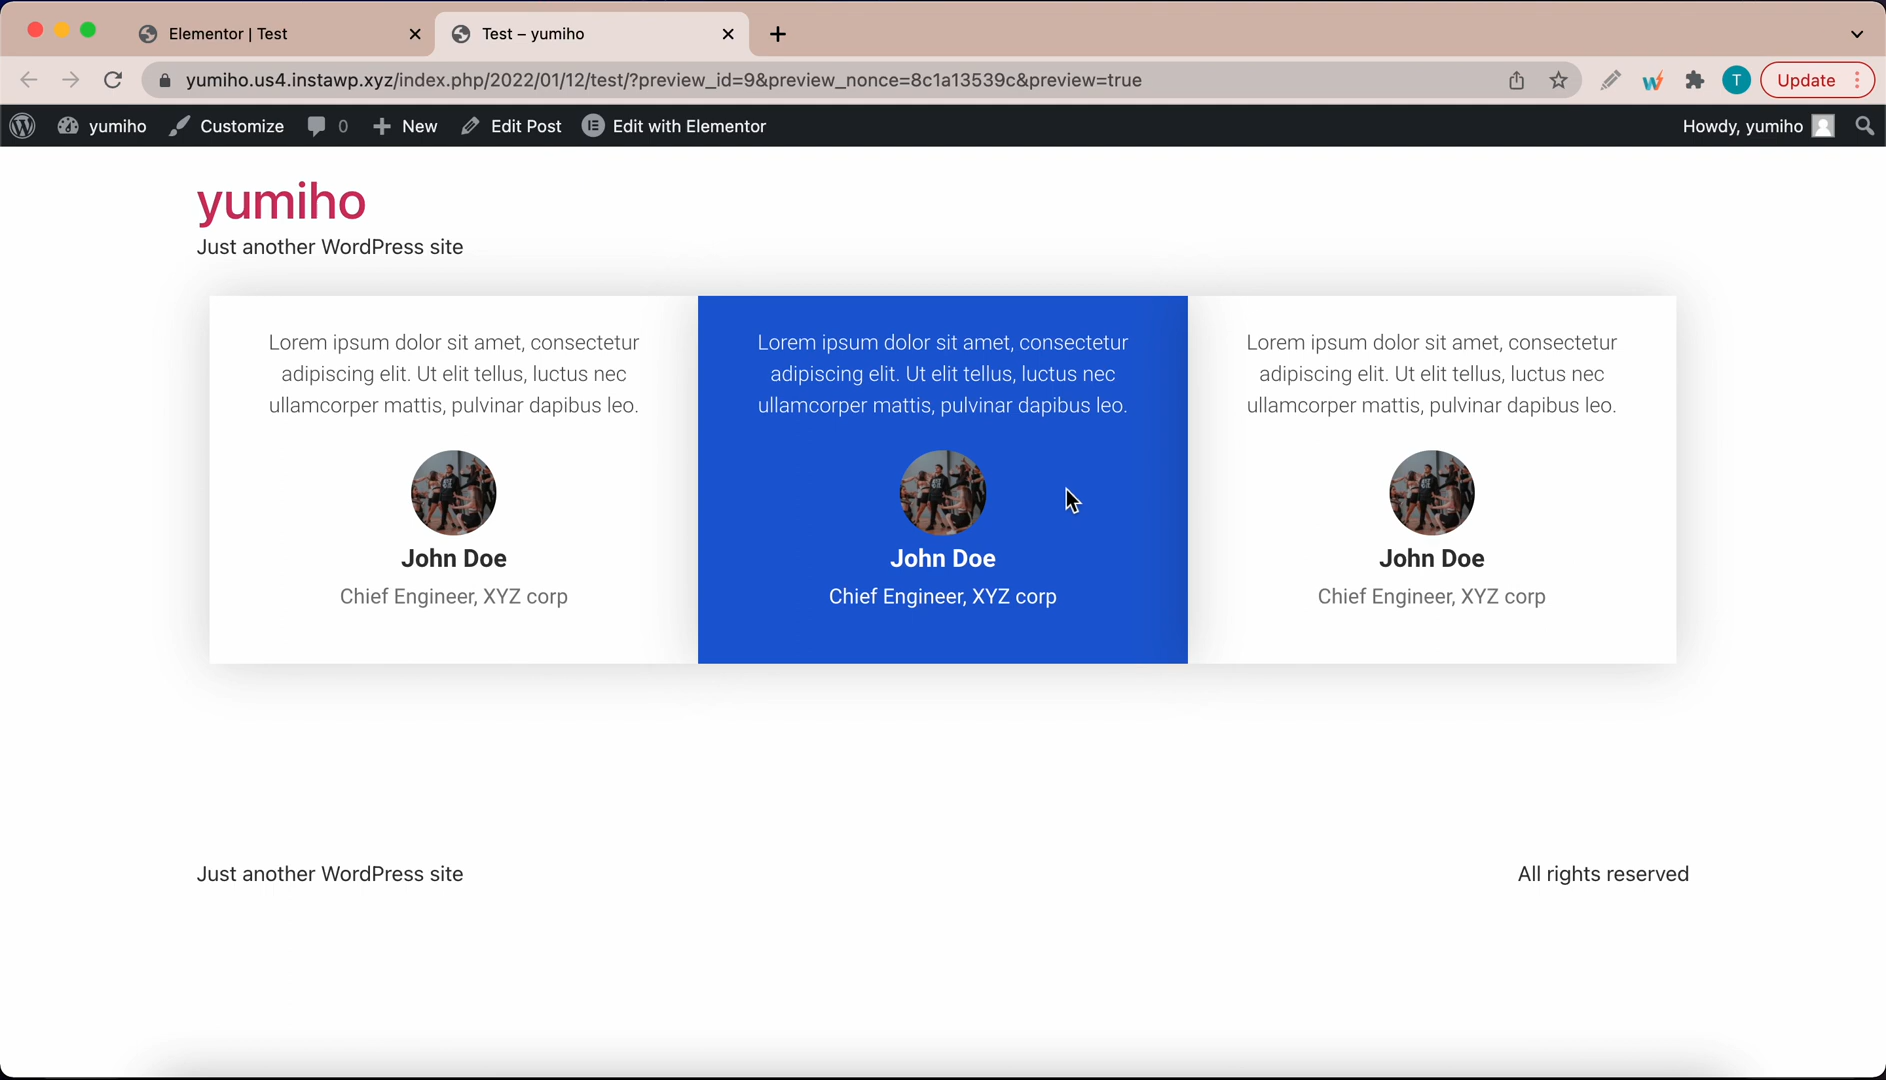 Elementor | Test
Test – yumiho
yumiho.us4.instawp.xyz/index.php/2022/01/12/test/?preview_id=9&preview_nonce=8c1a13539c&preview=true
T
Update
yumiho
Customize
0
New
Edit Post
Edit with Elementor
Howdy, yumiho
yumiho
Just another WordPress site
Lorem ipsum dolor sit amet, consectetur
adipiscing elit. Ut elit tellus, luctus nec
ullamcorper mattis, pulvinar dapibus leo.
John Doe
Chief Engineer, XYZ corp
Lorem ipsum dolor sit amet, consectetur
adipiscing elit. Ut elit tellus, luctus nec
ullamcorper mattis, pulvinar dapibus leo.
John Doe
Chief Engineer, XYZ corp
Lorem ipsum dolor sit amet, consectetur
adipiscing elit. Ut elit tellus, luctus nec
ullamcorper mattis, pulvinar dapibus leo.
John Doe
Chief Engineer, XYZ corp
Just another WordPress site
All rights reserved